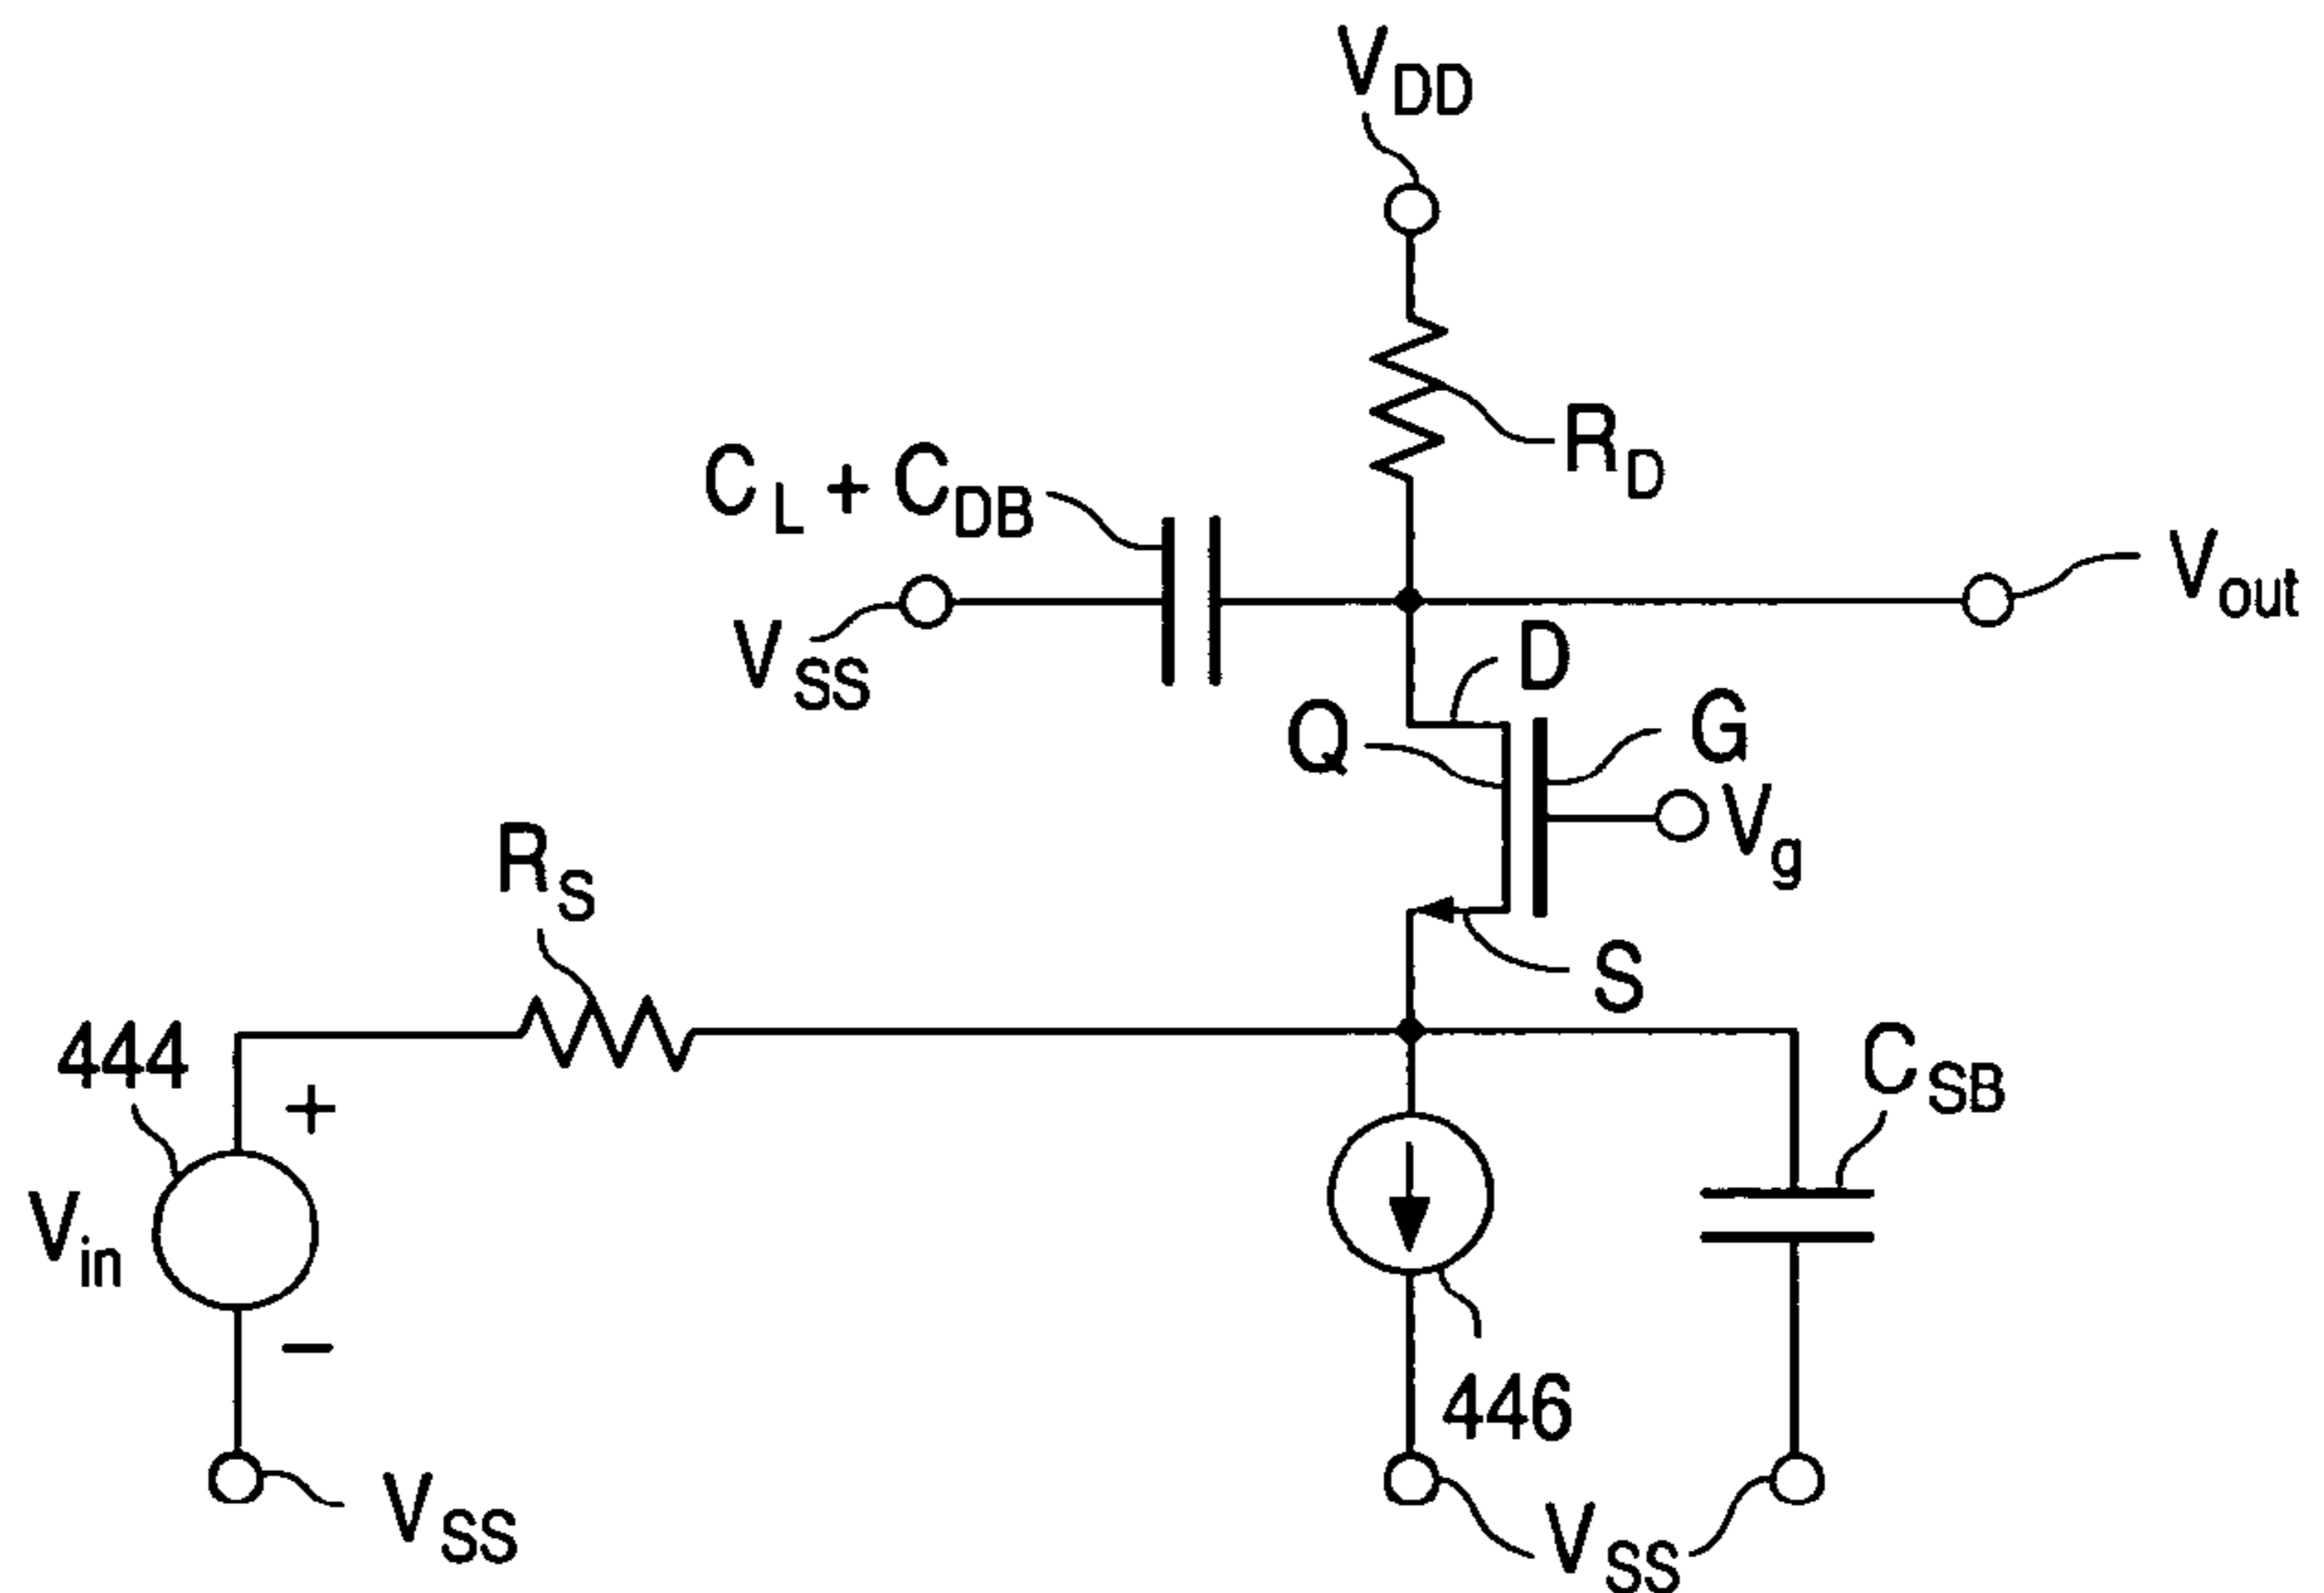 V_DD
R_D
C_L + C_DB
V_out
V_SS
D
Q
G
V_g
R_S
S
444
+
C_SB
V_in
446
−
V_SS
V_SS